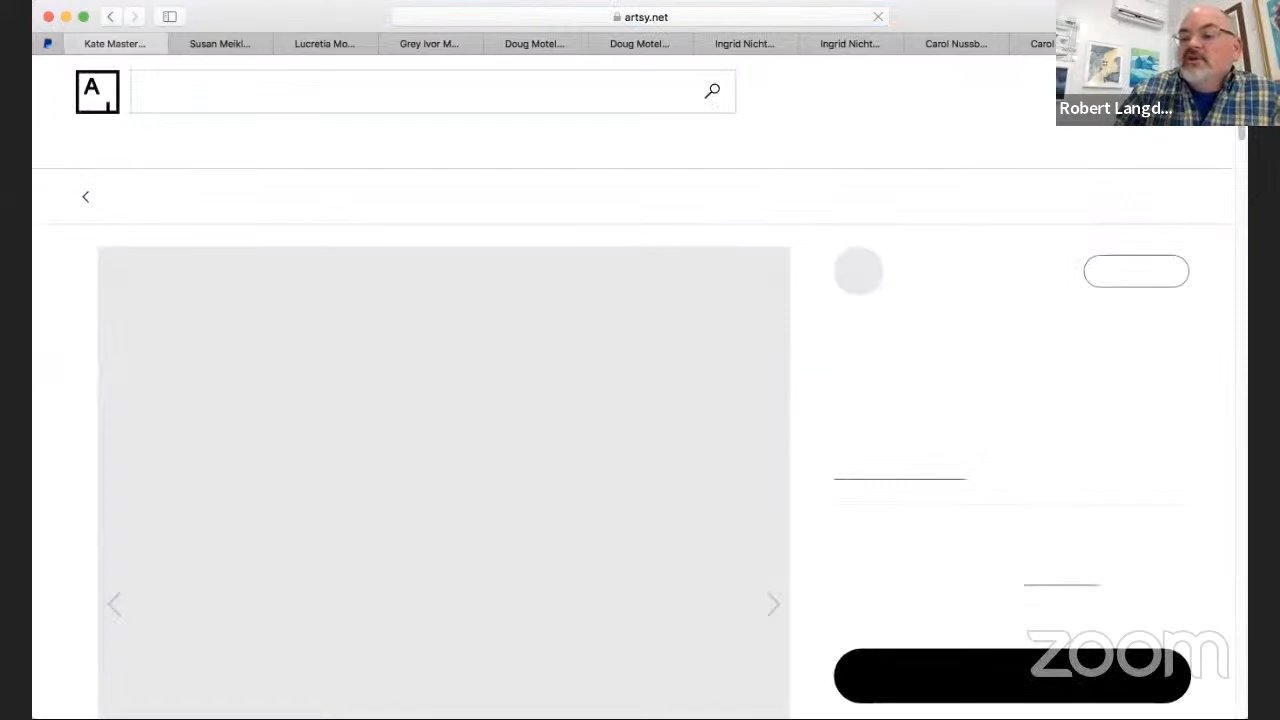 artsy.net
Kate Master... Susan Meikl... Lucretia Mo... Grey Ivor M... Doug Motel... Doug Motel... Ingrid Nicht... Ingrid Nicht... Carol Nussb... Carol
A
Robert Langd...
zoom